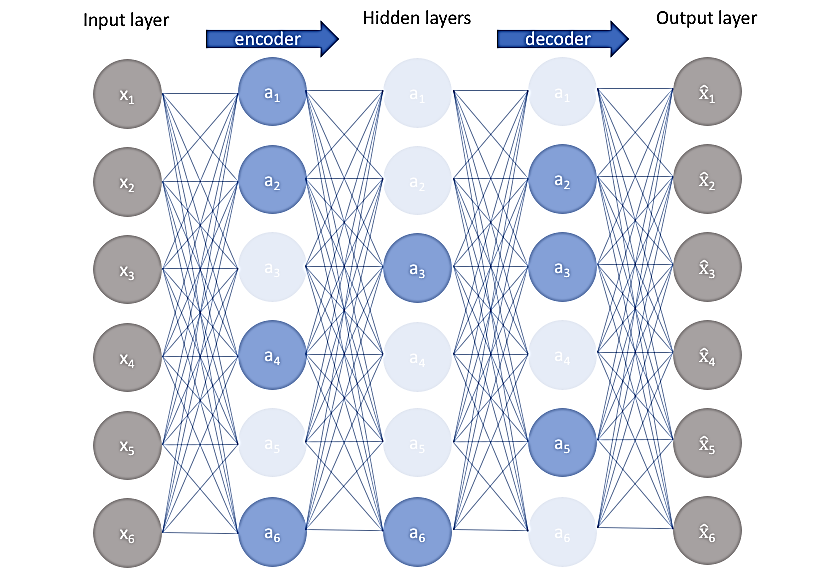 Input layer
encoder
Hidden layers
decoder
Output layer
x1 a1 a1 a1 x̂1
x2 a2 a2 a2 x̂2
x3 a3 a3 a3 x̂3
x4 a4 a4 a4 x̂4
x5 a5 a5 a5 x̂5
x6 a6 a6 a6 x̂6